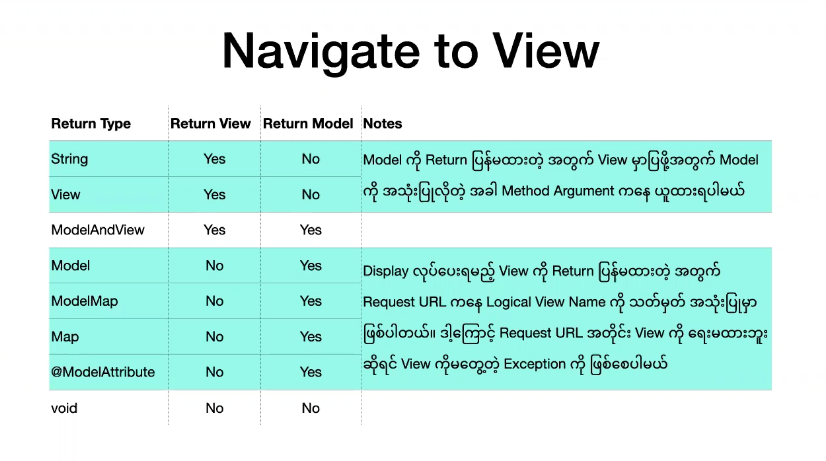 Navigate to View
Return Type Return View Return Model Notes
String Yes No
Model ကို Return ပြန်မထားတဲ့ အတွက် View မှာပြဖို့အတွက် Model
View Yes No
ကို အသုံးပြုလိုတဲ့ အခါ Method Argument ကနေ ယူထားရပါမယ်
ModelAndView Yes Yes
Model No Yes
Display လုပ်ပေးရမည့် View ကို Return ပြန်မထားတဲ့ အတွက်
ModelMap No Yes
Request URL ကနေ Logical View Name ကို သတ်မှတ် အသုံးပြုမှာ
Map No Yes
ဖြစ်ပါတယ်။ ဒါ့ကြောင့် Request URL အတိုင်း View ကို ရေးမထားဘူး
@ModelAttribute No Yes
ဆိုရင် View ကိုမတွေ့တဲ့ Exception ကို ဖြစ်စေပါမယ်
void No No